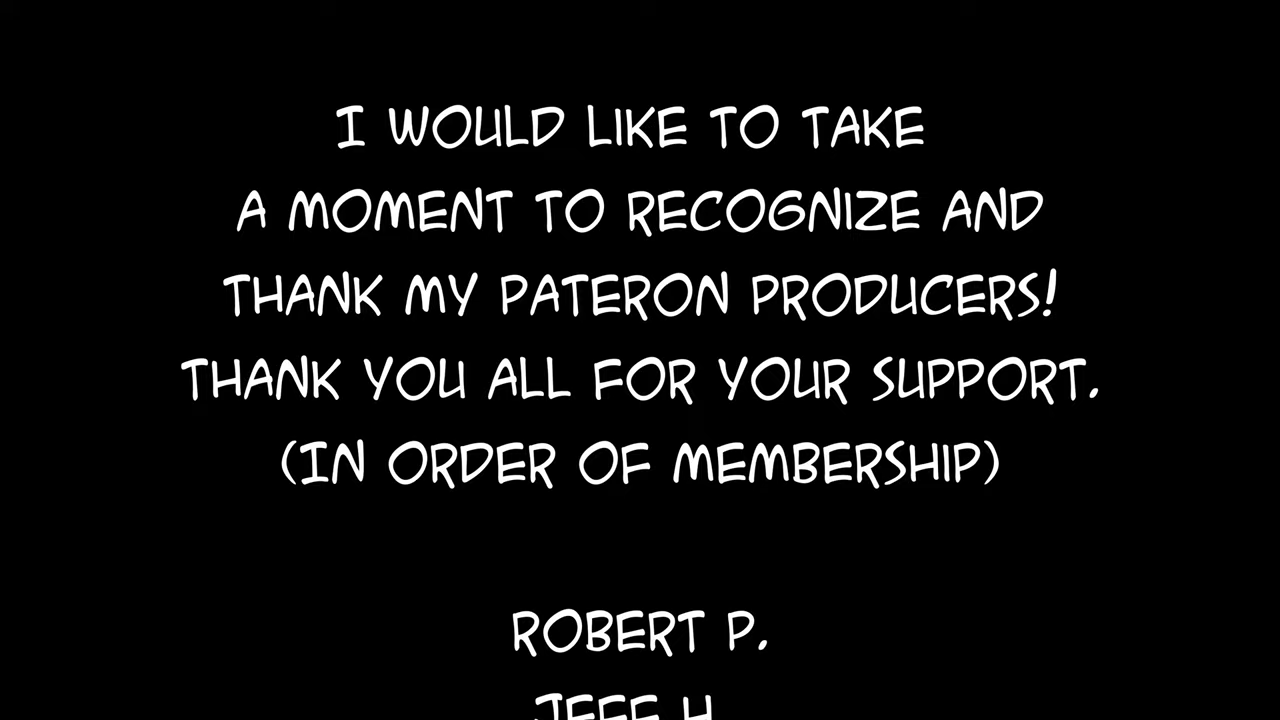 I WOULD LIKE TO TAKE
A MOMENT TO RECOGNIZE AND
THANK MY PATERON PRODUCERS!
THANK YOU ALL FOR YOUR SUPPORT.
(IN ORDER OF MEMBERSHIP)
ROBERT P.
JEFF H